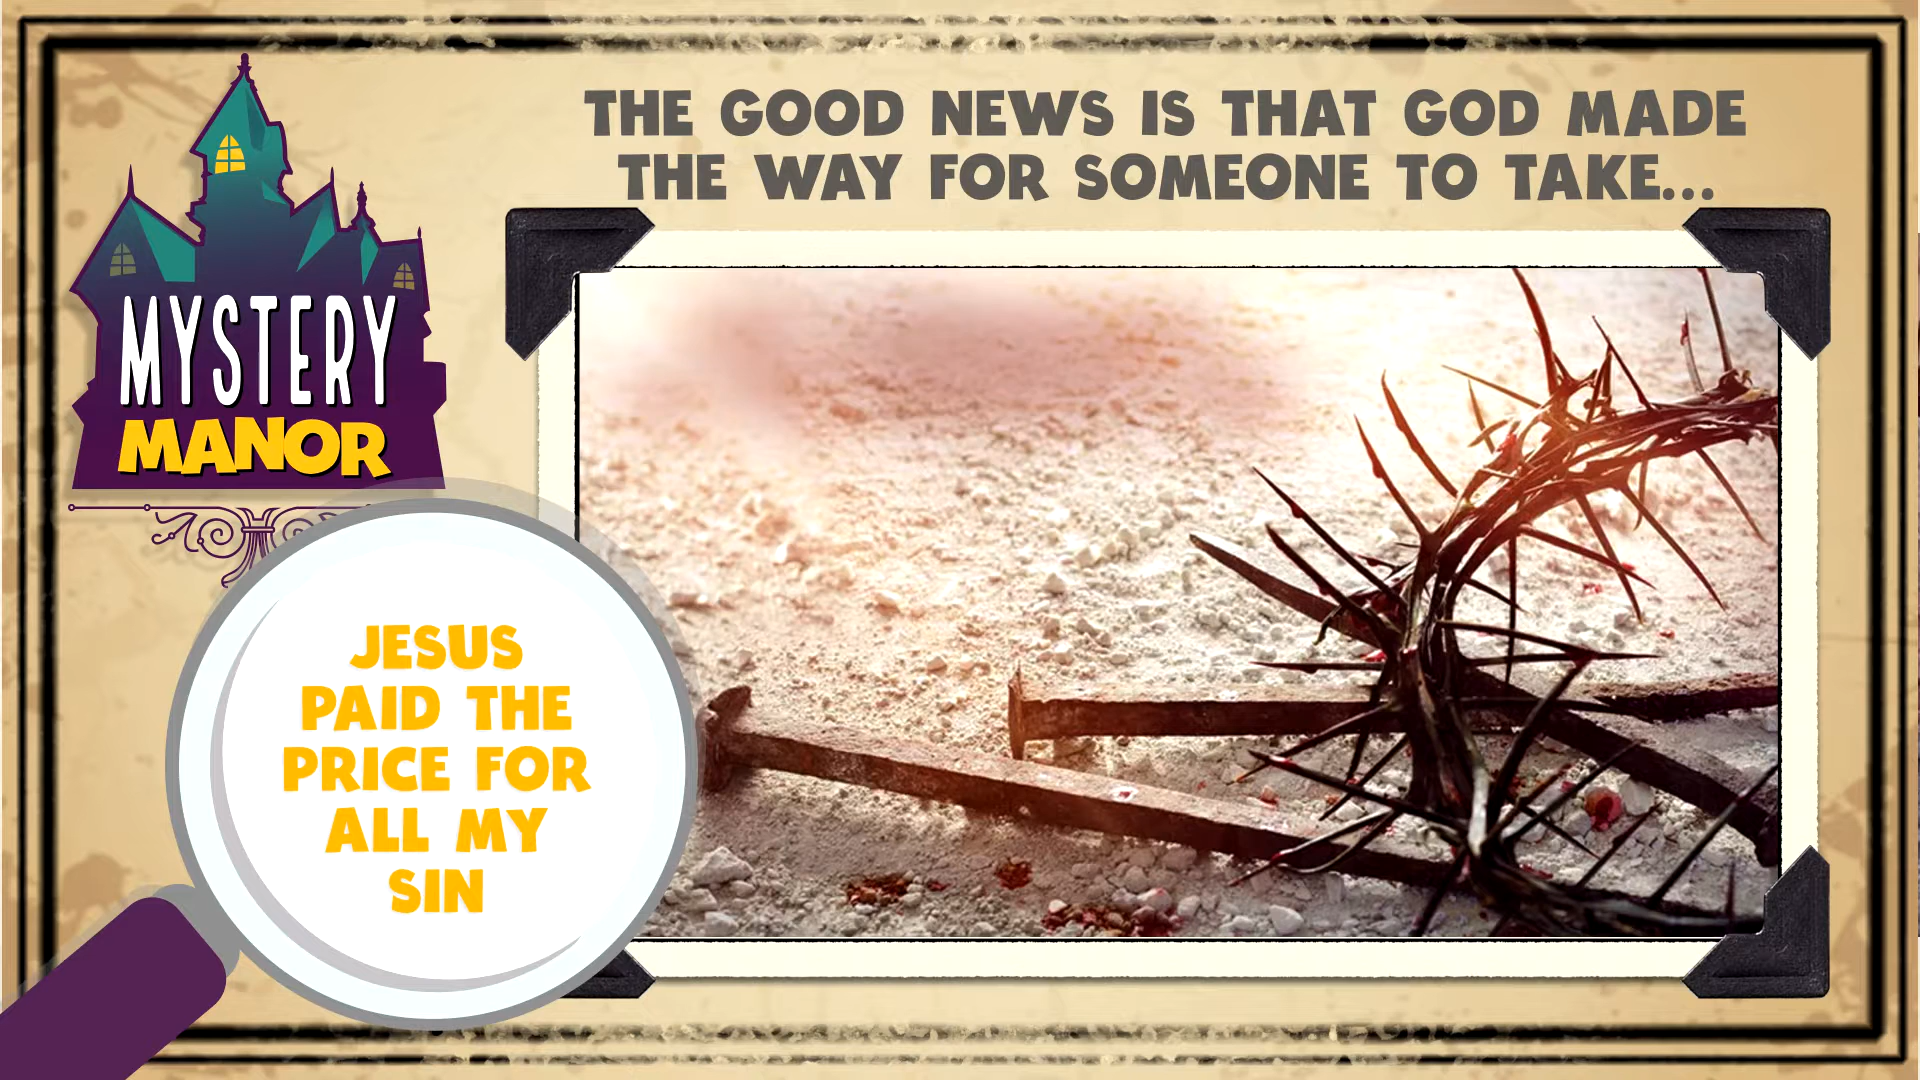 THE GOOD NEWS IS THAT GOD MADE
THE WAY FOR SOMEONE TO TAKE...
MYSTERY
MANOR
JESUS
PAID THE
PRICE FOR
ALL MY
SIN